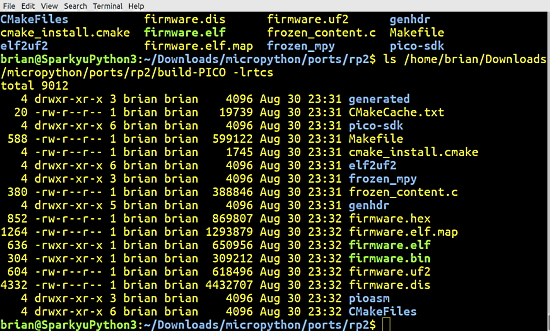 File Edit View Search Terminal Help
CMakeFiles firmware.dis firmware.uf2 genhdr
cmake_install.cmake firmware.elf frozen_content.c Makefile
elf2uf2 firmware.elf.map frozen_mpy pico-sdk
brian@SparkyuPython3:~/Downloads/micropython/ports/rp2$ ls /home/brian/Downloads
/micropython/ports/rp2/build-PICO -lrtcs
total 9012
4 drwxr-xr-x 3 brian brian 4096 Aug 30 23:31 generated
20 -rw-r--r-- 1 brian brian 19739 Aug 30 23:31 CMakeCache.txt
4 drwxr-xr-x 6 brian brian 4096 Aug 30 23:31 pico-sdk
588 -rw-r--r-- 1 brian brian 599122 Aug 30 23:31 Makefile
4 -rw-r--r-- 1 brian brian 1745 Aug 30 23:31 cmake_install.cmake
4 drwxr-xr-x 6 brian brian 4096 Aug 30 23:31 elf2uf2
4 drwxr-xr-x 3 brian brian 4096 Aug 30 23:31 frozen_mpy
380 -rw-r--r-- 1 brian brian 388846 Aug 30 23:31 frozen_content.c
4 drwxr-xr-x 5 brian brian 4096 Aug 30 23:31 genhdr
852 -rw-r--r-- 1 brian brian 869807 Aug 30 23:32 firmware.hex
1264 -rw-r--r-- 1 brian brian 1293879 Aug 30 23:32 firmware.elf.map
636 -rwxr-xr-x 1 brian brian 650956 Aug 30 23:32 firmware.elf
304 -rwxr-xr-x 1 brian brian 309212 Aug 30 23:32 firmware.bin
604 -rw-r--r-- 1 brian brian 618496 Aug 30 23:32 firmware.uf2
4332 -rw-r--r-- 1 brian brian 4432707 Aug 30 23:32 firmware.dis
4 drwxr-xr-x 3 brian brian 4096 Aug 30 23:32 pioasm
4 drwxr-xr-x 6 brian brian 4096 Aug 30 23:32 CMakeFiles
brian@SparkyuPython3:~/Downloads/micropython/ports/rp2$